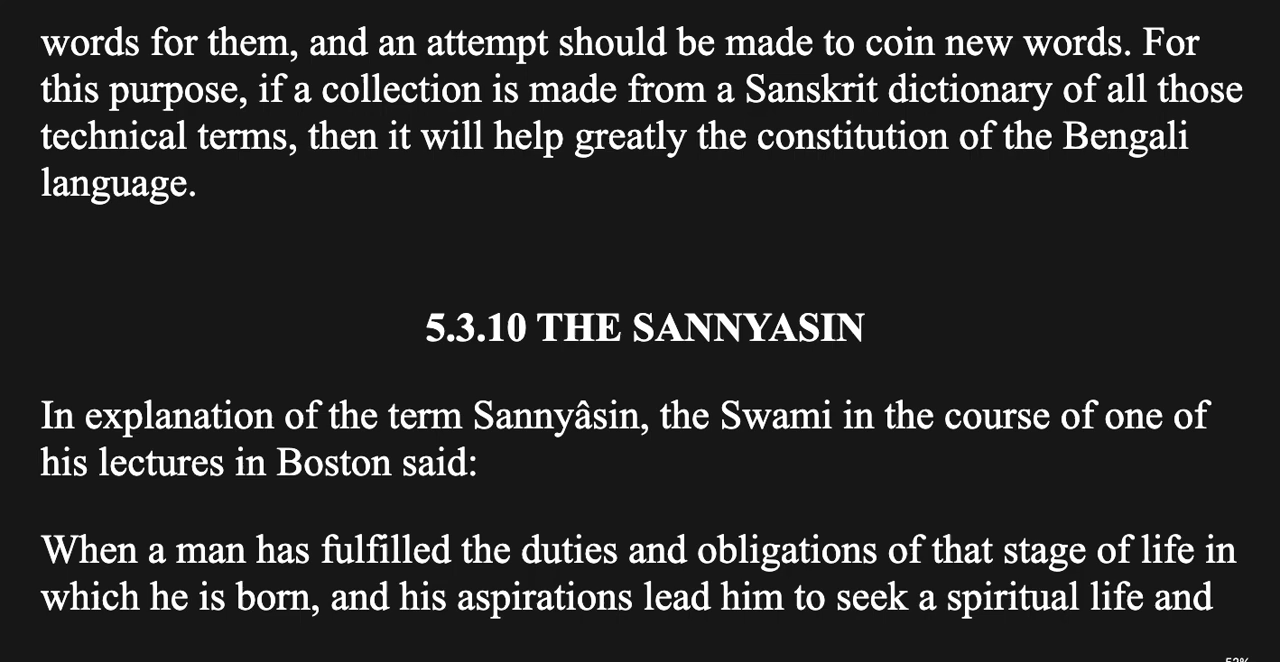 words for them, and an attempt should be made to coin new words. For
this purpose, if a collection is made from a Sanskrit dictionary of all those
technical terms, then it will help greatly the constitution of the Bengali
language.
5.3.10 THE SANNYASIN
In explanation of the term Sannyâsin, the Swami in the course of one of
his lectures in Boston said:
When a man has fulfilled the duties and obligations of that stage of life in
which he is born, and his aspirations lead him to seek a spiritual life and